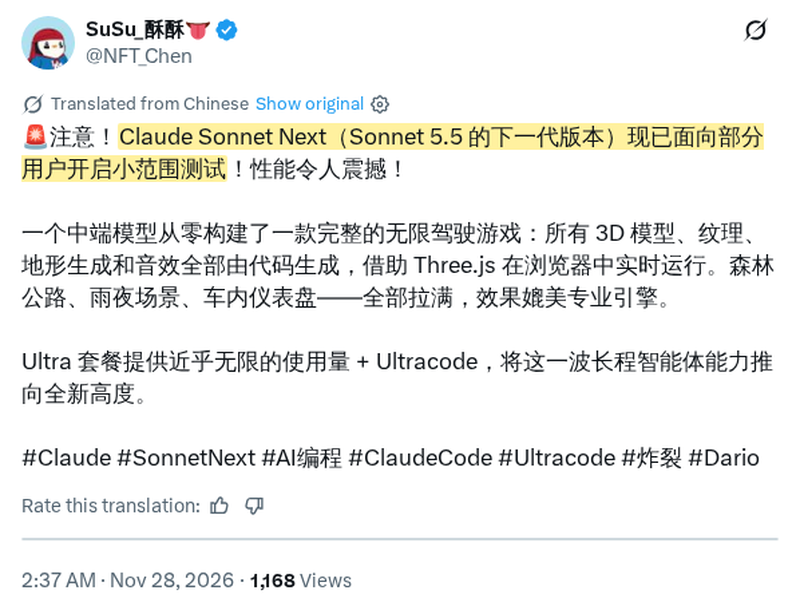 SuSu_酥酥👅
@NFT_Chen
Translated from Chinese Show original
🚨注意！Claude Sonnet Next（Sonnet 5.5 的下一代版本）现已面向部分
用户开启小范围测试！性能令人震撼！
一个中端模型从零构建了一款完整的无限驾驶游戏：所有 3D 模型、纹理、
地形生成和音效全部由代码生成，借助 Three.js 在浏览器中实时运行。森林
公路、雨夜场景、车内仪表盘——全部拉满，效果媲美专业引擎。
Ultra 套餐提供近乎无限的使用量 + Ultracode，将这一波长程智能体能力推
向全新高度。
#Claude #SonnetNext #AI编程 #ClaudeCode #Ultracode #炸裂 #Dario
Rate this translation:
2:37 AM · Nov 28, 2026 · 1,168 Views